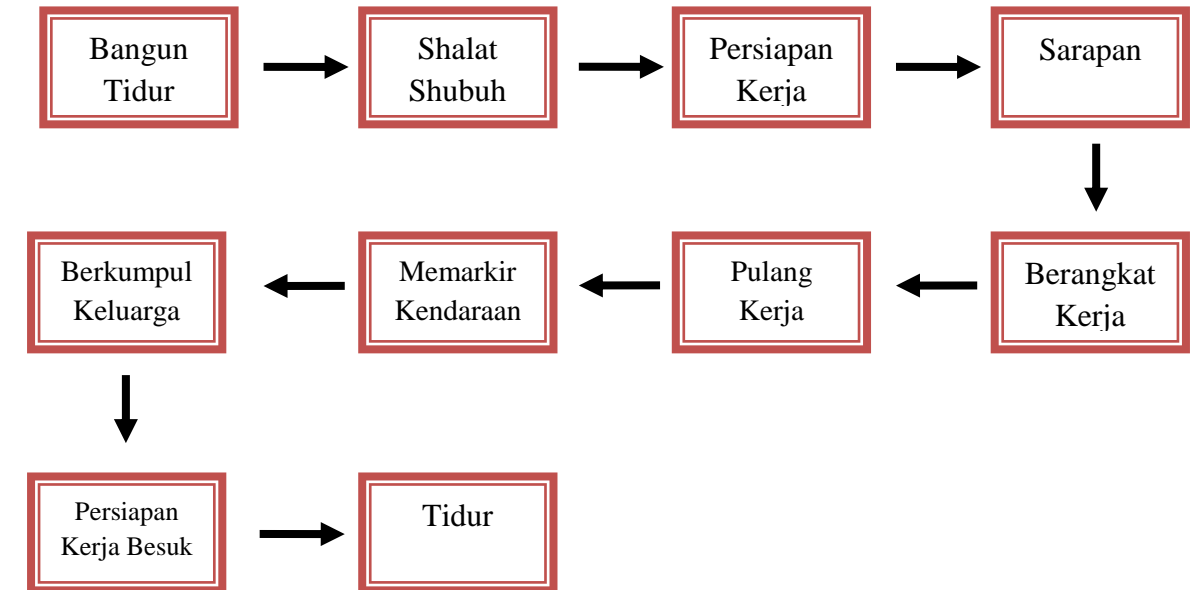 Bangun
Tidur
Shalat
Shubuh
Persiapan
Kerja
Sarapan
Berangkat
Kerja
Pulang
Kerja
Memarkir
Kendaraan
Berkumpul
Keluarga
Persiapan
Kerja Besuk
Tidur